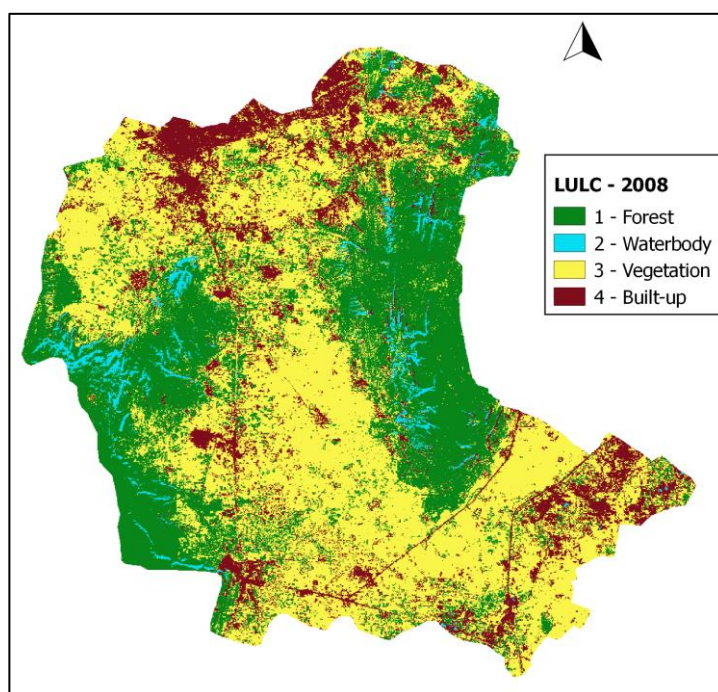 LULC - 2008
1 - Forest
2 - Waterbody
3 - Vegetation
4 - Built-up